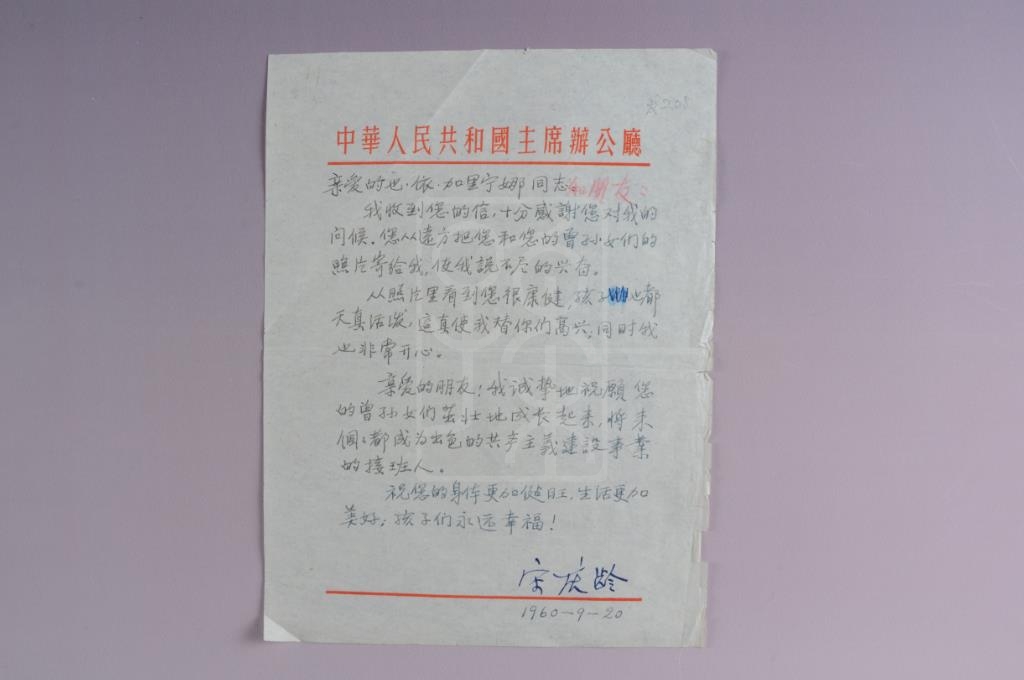 中華人民共和國主席辦公廳
亲爱的也·依·加里宁娜同志和朋友：
我收到您的信，十分感謝您对我的
问候。您从遠方把您和您的曾孙女们的
照片寄给我，使我説不尽的兴奋。
从照片里看到您很康健，孩子也都
天真活泼，這真使我替你們高兴，同时我
也非常开心。
亲爱的朋友：我诚挚地祝願您
的曾孙女们茁壮地成长起来，将来
個々都成为出色的共产主義建設事業
的接班人。
祝您的身体更加健旺，生活更加
美好；孩子们永远幸福！
宋庆龄
1960-9-20